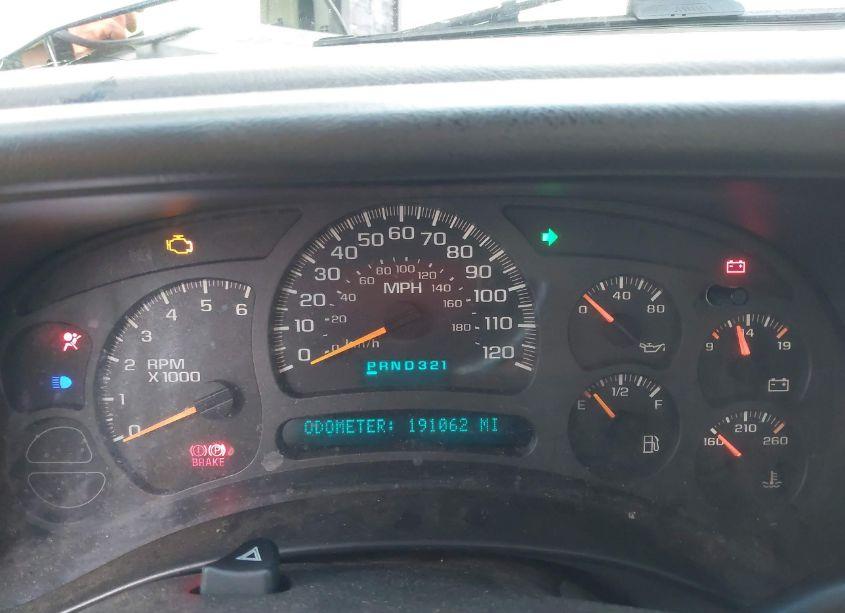 60
50 70
40 80
30 90
20 100
10 110
0 120
60 80 100 120 140
40 160
20 180
0 km/h
MPH
PRND321
ODOMETER: 191062 MI
0 1 2 3 4 5 6
RPM
X1000
BRAKE
0 40 80
E 1/2 F
9 14 19
160 210 260